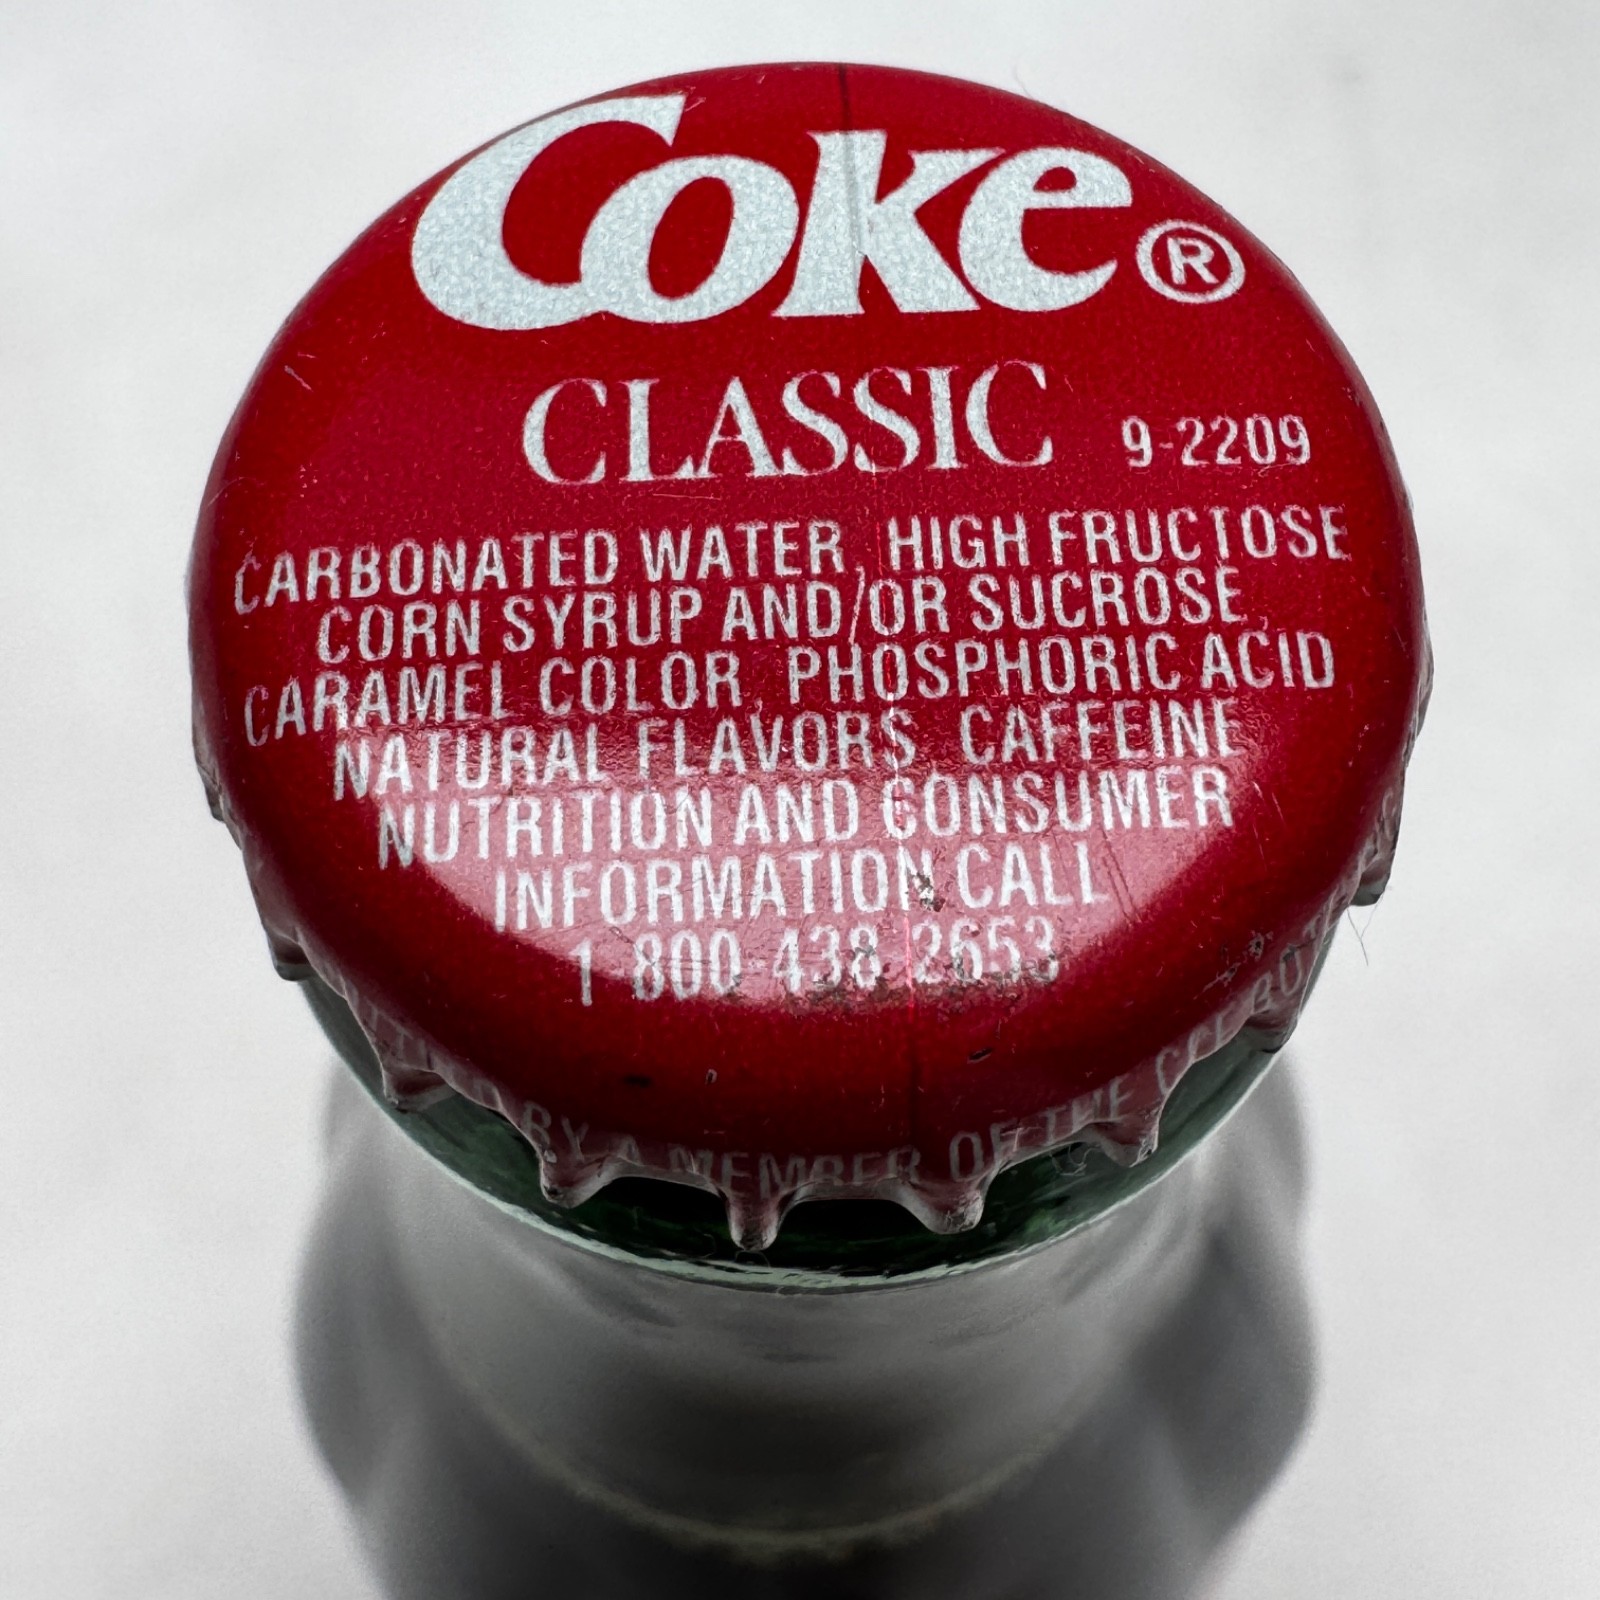 Coke®
CLASSIC 9-2209
CARBONATED WATER, HIGH FRUCTOSE
CORN SYRUP AND/OR SUCROSE,
CARAMEL COLOR, PHOSPHORIC ACID
NATURAL FLAVORS, CAFFEINE
NUTRITION AND CONSUMER
INFORMATION CALL
1-800-438-2653
BY A MEMBER OF THE